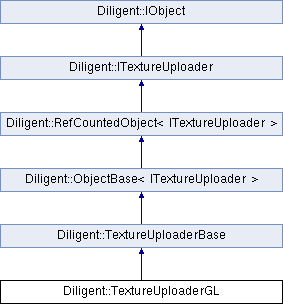 Diligent::IObject
Diligent::ITextureUploader
Diligent::RefCountedObject< ITextureUploader >
Diligent::ObjectBase< ITextureUploader >
Diligent::TextureUploaderBase
Diligent::TextureUploaderGL